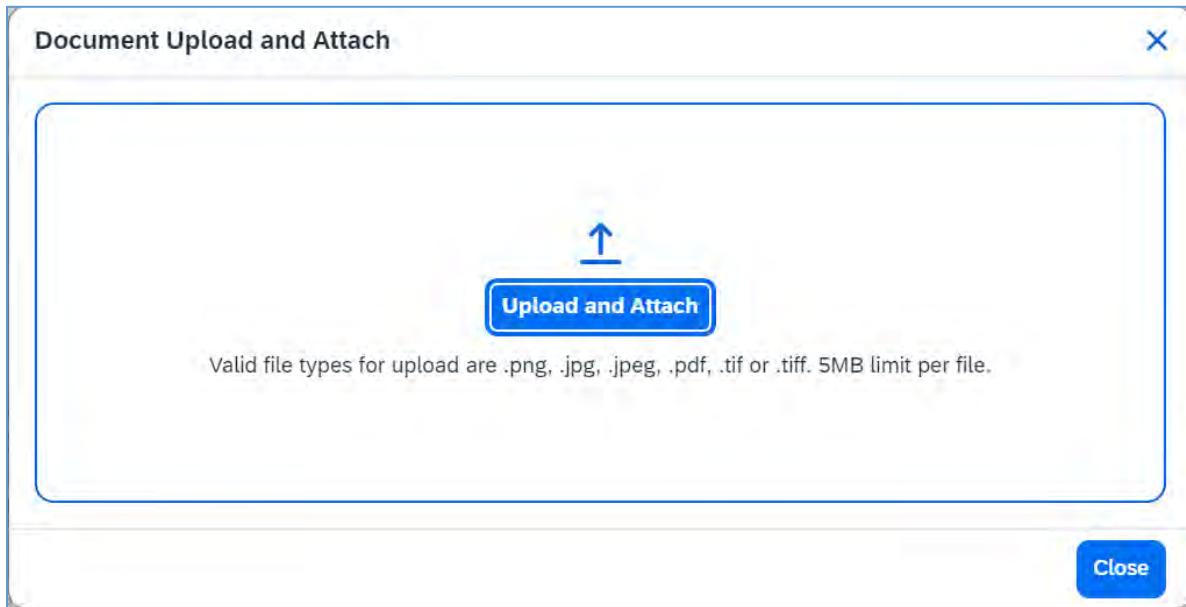 Document Upload and Attach
Upload and Attach
Valid file types for upload are .png, .jpg, .jpeg, .pdf, .tif or .tiff. 5MB limit per file.
Close